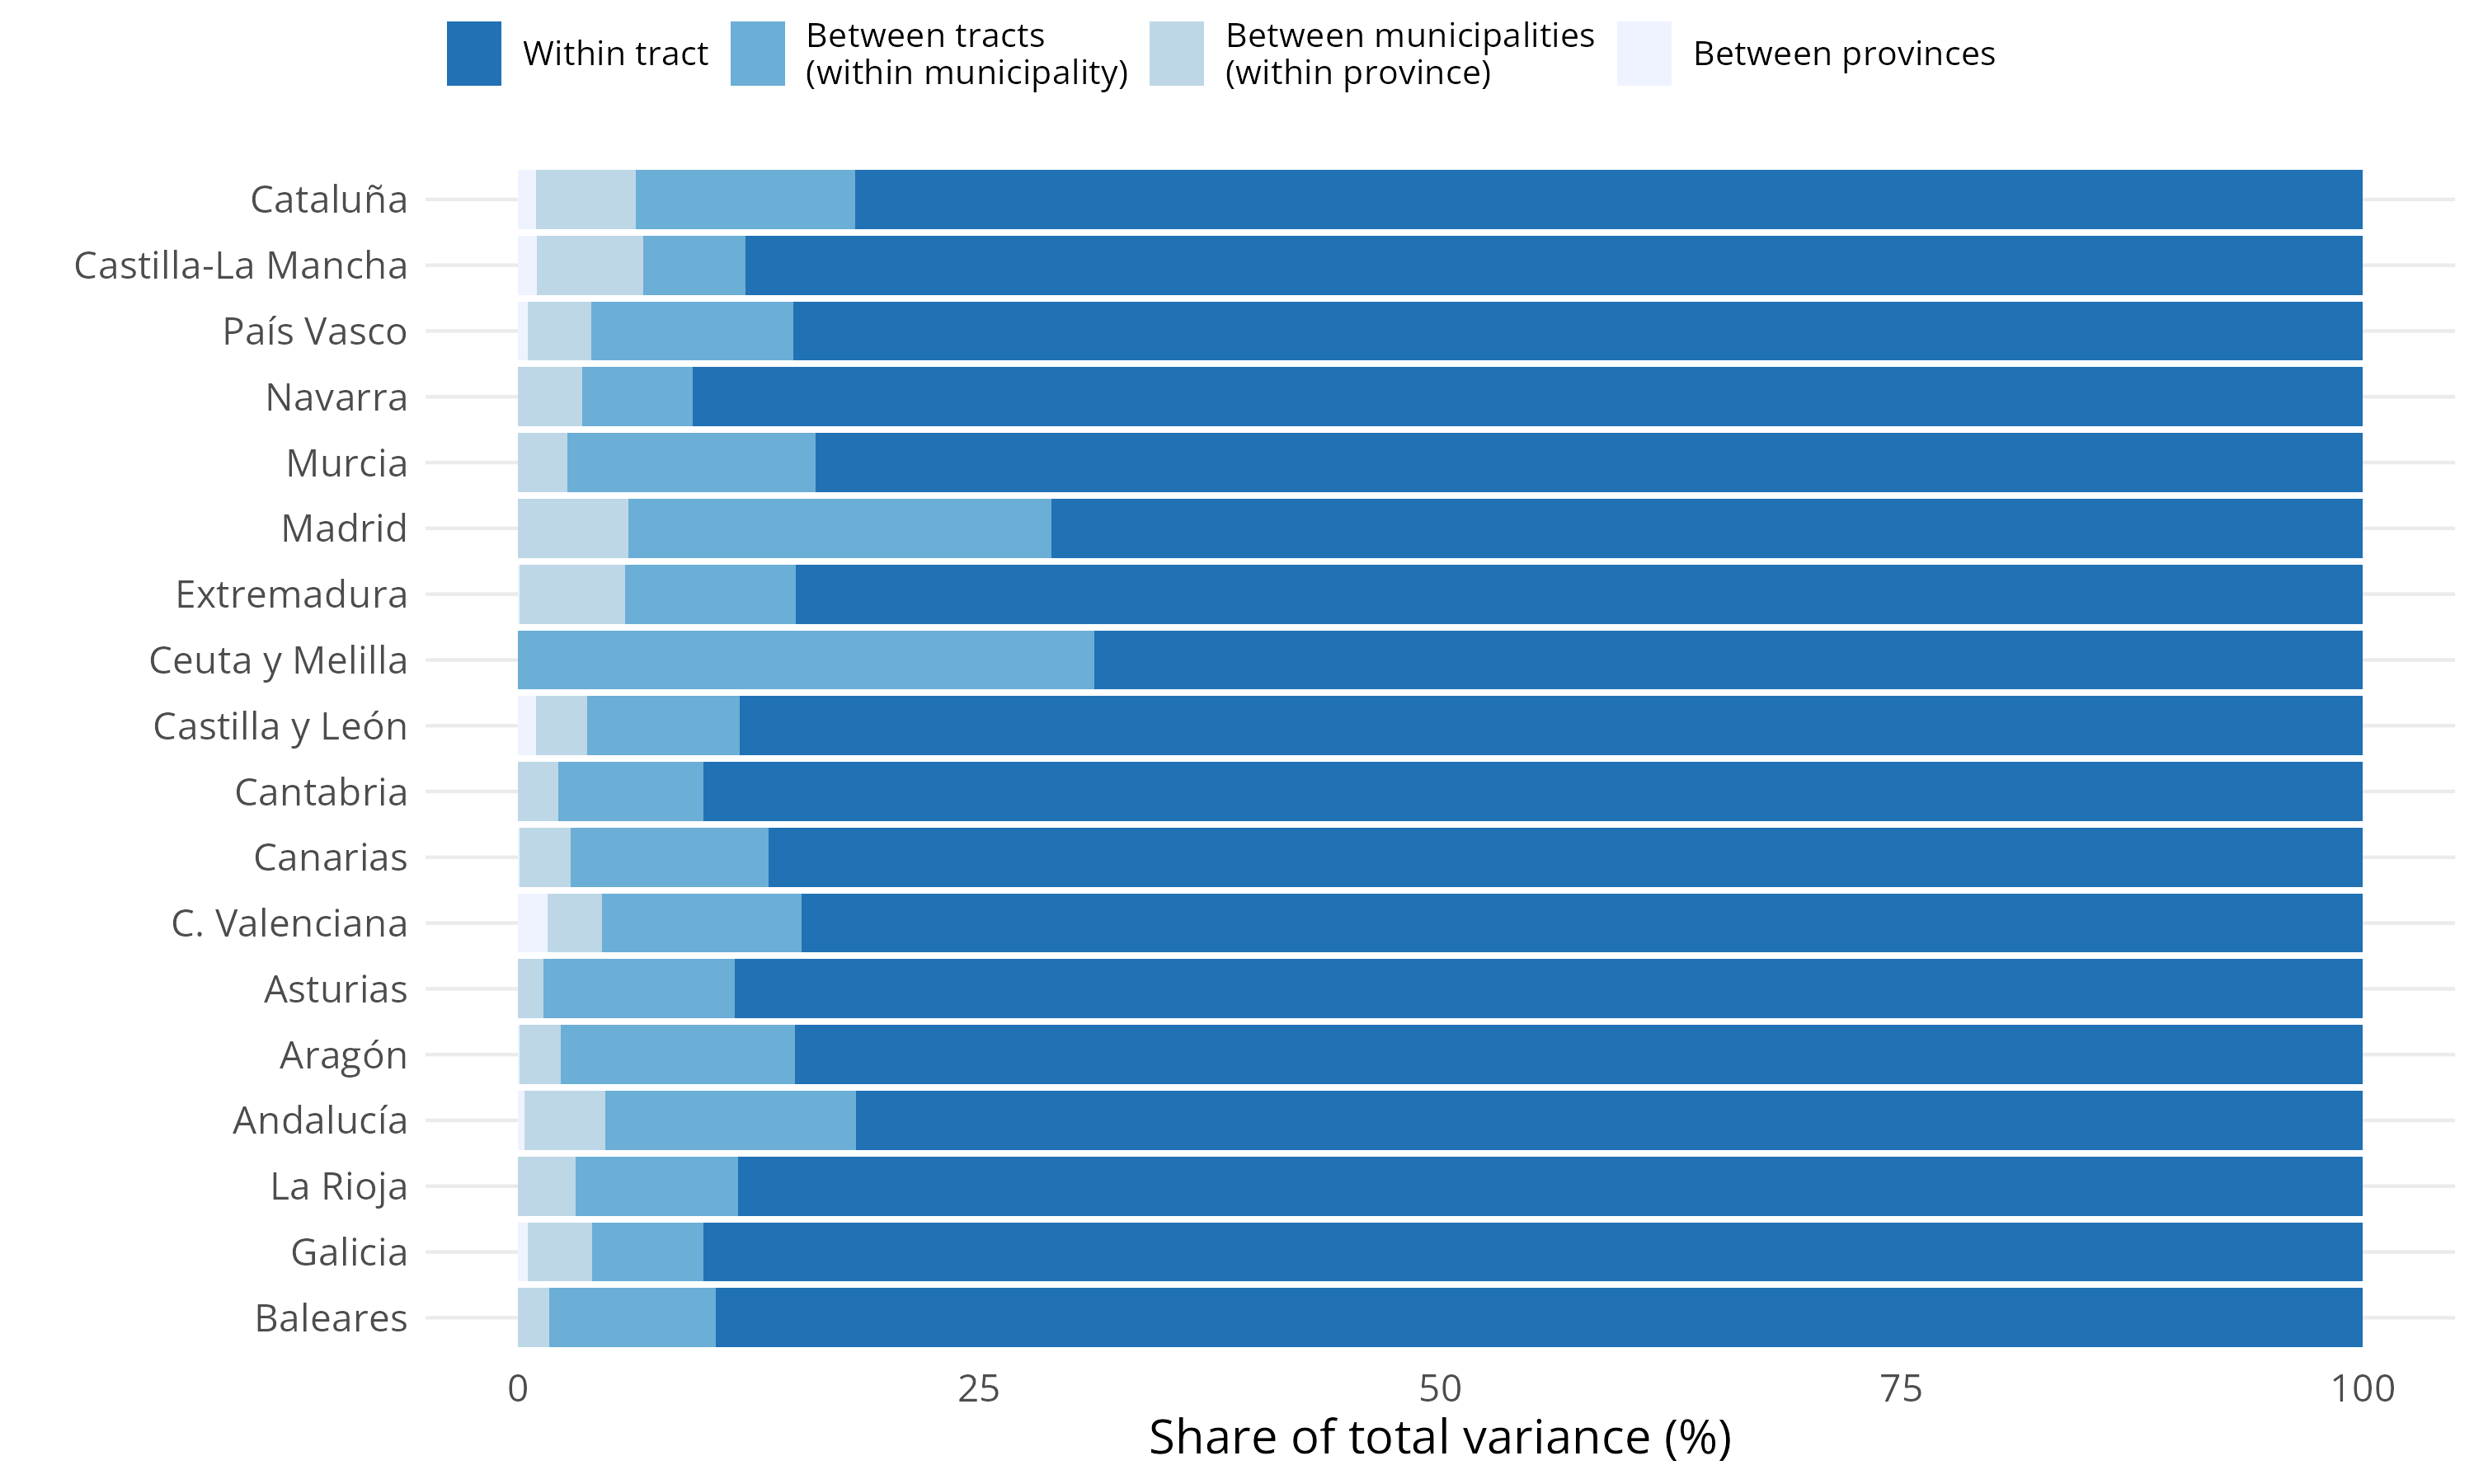 Within tract
Between tracts
(within municipality)
Between municipalities
(within province)
Between provinces
Cataluña
Castilla-La Mancha
País Vasco
Navarra
Murcia
Madrid
Extremadura
Ceuta y Melilla
Castilla y León
Cantabria
Canarias
C. Valenciana
Asturias
Aragón
Andalucía
La Rioja
Galicia
Baleares
0 25 50 75 100
Share of total variance (%)